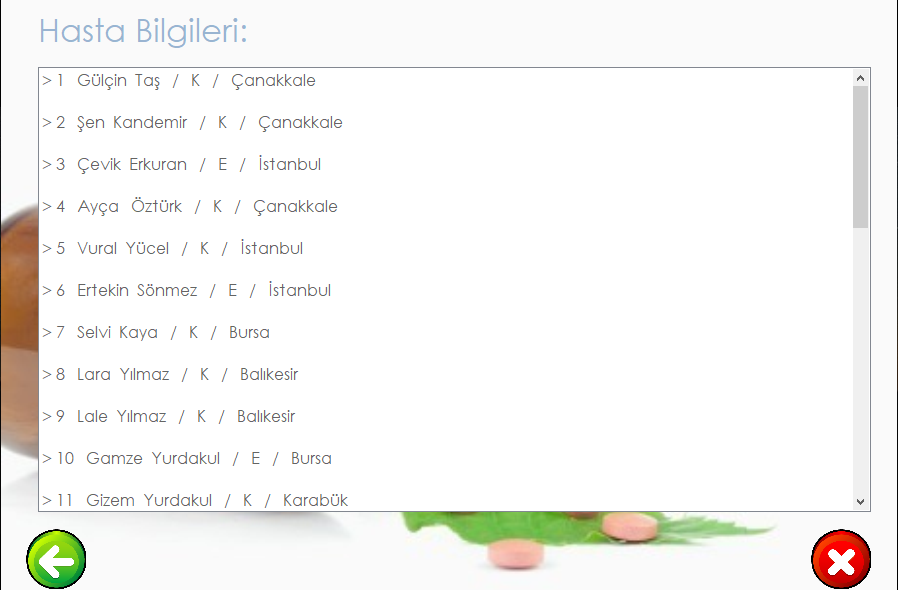 Hasta Bilgileri:
> 1 Gülçin Taş / K / Çanakkale
> 2 Şen Kandemir / K / Çanakkale
> 3 Çevik Erkuran / E / İstanbul
> 4 Ayça Öztürk / K / Çanakkale
> 5 Vural Yücel / K / İstanbul
> 6 Ertekin Sönmez / E / İstanbul
> 7 Selvi Kaya / K / Bursa
> 8 Lara Yılmaz / K / Balıkesir
> 9 Lale Yılmaz / K / Balıkesir
> 10 Gamze Yurdakul / E / Bursa
> 11 Gizem Yurdakul / K / Karabük